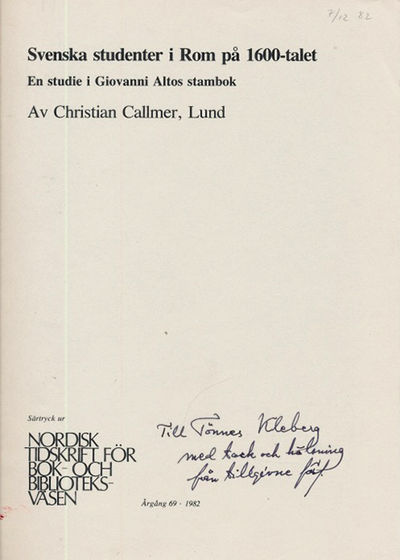 7/12 82
Svenska studenter i Rom på 1600-talet
En studie i Giovanni Altos stambok
Av Christian Callmer, Lund
Särtryck ur
NORDISK
TIDSKRIFT FÖR
BOK- OCH
BIBLIOTEKS-
VÄSEN
Årgång 69 - 1982
Till Tönnes Kleberg
med tack och hälsning
från tillgivne förf.